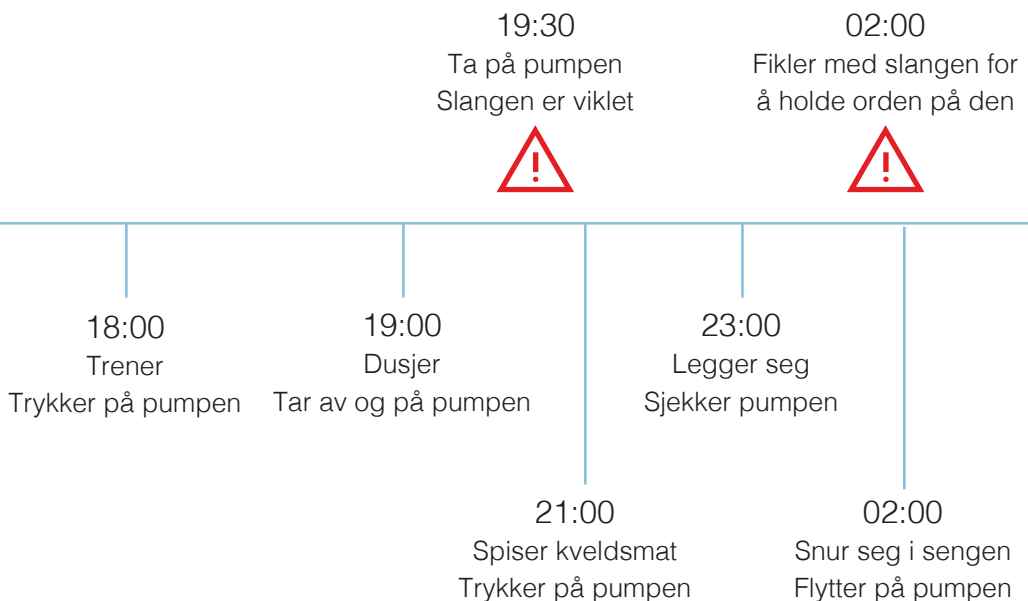 19:30
Ta på pumpen
Slangen er viklet
02:00
Fikler med slangen for
å holde orden på den
18:00
Trener
Trykker på pumpen
19:00
Dusjer
Tar av og på pumpen
23:00
Legger seg
Sjekker pumpen
21:00
Spiser kveldsmat
Trykker på pumpen
02:00
Snur seg i sengen
Flytter på pumpen